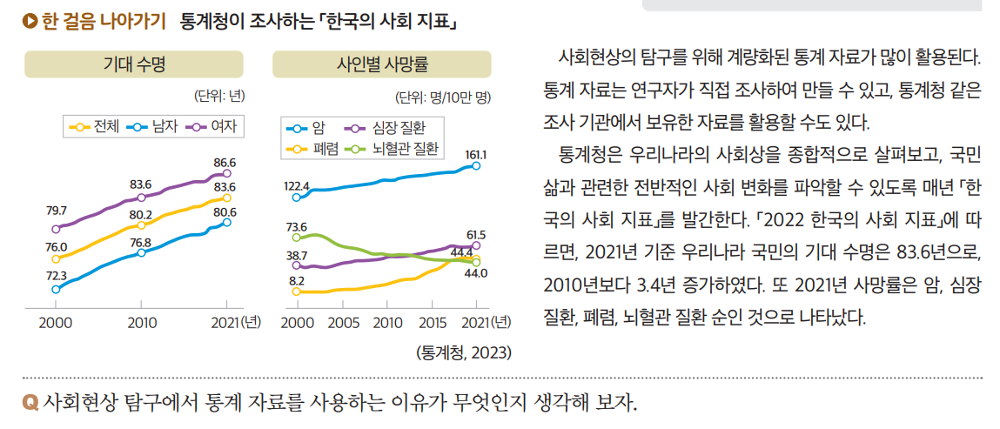 한 걸음 나아가기 통계청이 조사하는 「한국의 사회 지표」
기대 수명
(단위: 년)
전체 남자 여자
86.6
83.6
83.6
79.7
80.2
80.6
76.0
76.8
72.3
2000 2010 2021(년)
사인별 사망률
(단위: 명/10만 명)
암 심장 질환
폐렴 뇌혈관 질환
161.1
122.4
73.6
61.5
38.7
44.4
44.0
8.2
2000 2005 2010 2015 2021(년)
(통계청, 2023)
사회현상의 탐구를 위해 계량화된 통계 자료가 많이 활용된다.
통계 자료는 연구자가 직접 조사하여 만들 수 있고, 통계청 같은
조사 기관에서 보유한 자료를 활용할 수도 있다.
통계청은 우리나라의 사회상을 종합적으로 살펴보고, 국민
삶과 관련한 전반적인 사회 변화를 파악할 수 있도록 매년 「한
국의 사회 지표」를 발간한다. 「2022 한국의 사회 지표」에 따
르면, 2021년 기준 우리나라 국민의 기대 수명은 83.6년으로,
2010년보다 3.4년 증가하였다. 또 2021년 사망률은 암, 심장
질환, 폐렴, 뇌혈관 질환 순인 것으로 나타났다.
Q 사회현상 탐구에서 통계 자료를 사용하는 이유가 무엇인지 생각해 보자.